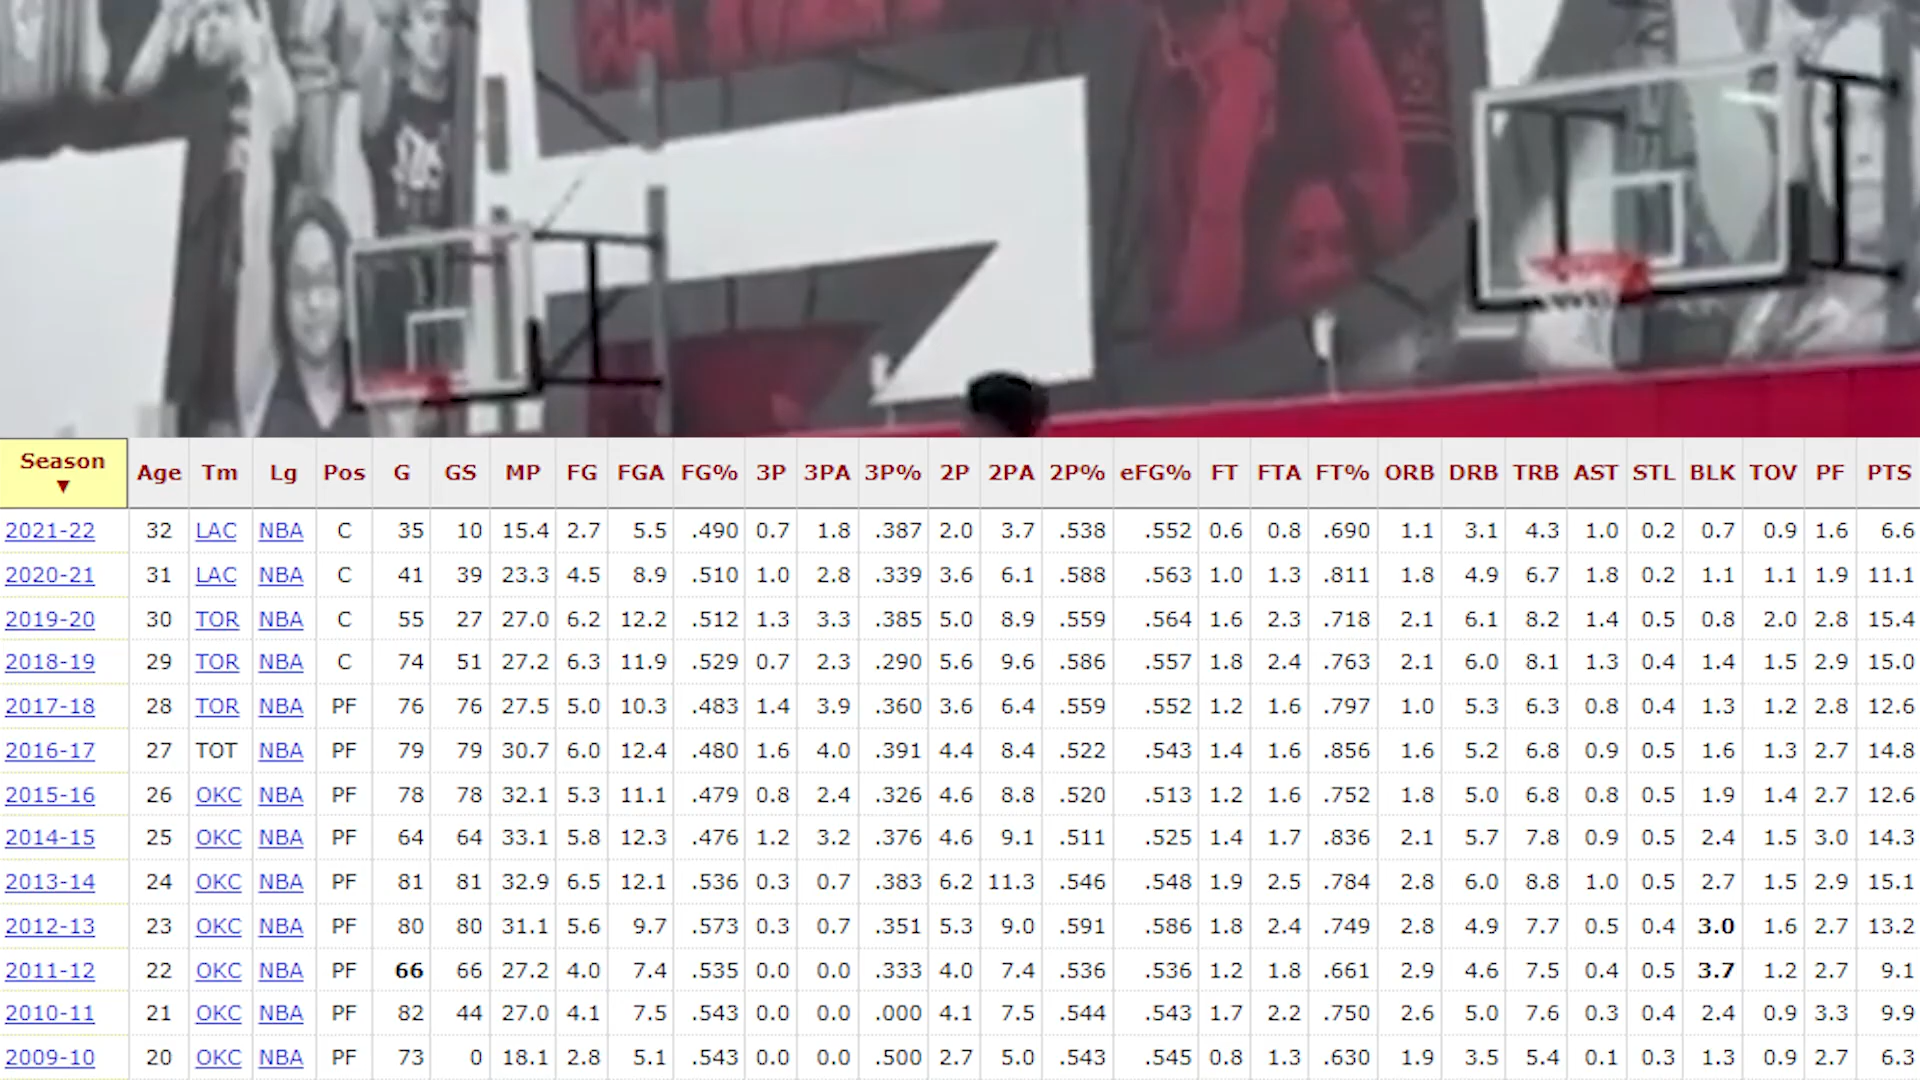 Season ▼ Age Tm Lg Pos G GS MP FG FGA FG% 3P 3PA 3P% 2P 2PA 2P% eFG% FT FTA FT% ORB DRB TRB AST STL BLK TOV PF PTS
2021-22 32 LAC NBA C 35 10 15.4 2.7 5.5 .490 0.7 1.8 .387 2.0 3.7 .538 .552 0.6 0.8 .690 1.1 3.1 4.3 1.0 0.2 0.7 0.9 1.6 6.6
2020-21 31 LAC NBA C 41 39 23.3 4.5 8.9 .510 1.0 2.8 .339 3.6 6.1 .588 .563 1.0 1.3 .811 1.8 4.9 6.7 1.8 0.2 1.1 1.1 1.9 11.1
2019-20 30 TOR NBA C 55 27 27.0 6.2 12.2 .512 1.3 3.3 .385 5.0 8.9 .559 .564 1.6 2.3 .718 2.1 6.1 8.2 1.4 0.5 0.8 2.0 2.8 15.4
2018-19 29 TOR NBA C 74 51 27.2 6.3 11.9 .529 0.7 2.3 .290 5.6 9.6 .586 .557 1.8 2.4 .763 2.1 6.0 8.1 1.3 0.4 1.4 1.5 2.9 15.0
2017-18 28 TOR NBA PF 76 76 27.5 5.0 10.3 .483 1.4 3.9 .360 3.6 6.4 .559 .552 1.2 1.6 .797 1.0 5.3 6.3 0.8 0.4 1.3 1.2 2.8 12.6
2016-17 27 TOT NBA PF 79 79 30.7 6.0 12.4 .480 1.6 4.0 .391 4.4 8.4 .522 .543 1.4 1.6 .856 1.6 5.2 6.8 0.9 0.5 1.6 1.3 2.7 14.8
2015-16 26 OKC NBA PF 78 78 32.1 5.3 11.1 .479 0.8 2.4 .326 4.6 8.8 .520 .513 1.2 1.6 .752 1.8 5.0 6.8 0.8 0.5 1.9 1.4 2.7 12.6
2014-15 25 OKC NBA PF 64 64 33.1 5.8 12.3 .476 1.2 3.2 .376 4.6 9.1 .511 .525 1.4 1.7 .836 2.1 5.7 7.8 0.9 0.5 2.4 1.5 3.0 14.3
2013-14 24 OKC NBA PF 81 81 32.9 6.5 12.1 .536 0.3 0.7 .383 6.2 11.3 .546 .548 1.9 2.5 .784 2.8 6.0 8.8 1.0 0.5 2.7 1.5 2.9 15.1
2012-13 23 OKC NBA PF 80 80 31.1 5.6 9.7 .573 0.3 0.7 .351 5.3 9.0 .591 .586 1.8 2.4 .749 2.8 4.9 7.7 0.5 0.4 3.0 1.6 2.7 13.2
2011-12 22 OKC NBA PF 66 66 27.2 4.0 7.4 .535 0.0 0.0 .333 4.0 7.4 .536 .536 1.2 1.8 .661 2.9 4.6 7.5 0.4 0.5 3.7 1.2 2.7 9.1
2010-11 21 OKC NBA PF 82 44 27.0 4.1 7.5 .543 0.0 0.0 .000 4.1 7.5 .544 .543 1.7 2.2 .750 2.6 5.0 7.6 0.3 0.4 2.4 0.9 3.3 9.9
2009-10 20 OKC NBA PF 73 0 18.1 2.8 5.1 .543 0.0 0.0 .500 2.7 5.0 .543 .545 0.8 1.3 .630 1.9 3.5 5.4 0.1 0.3 1.3 0.9 2.7 6.3